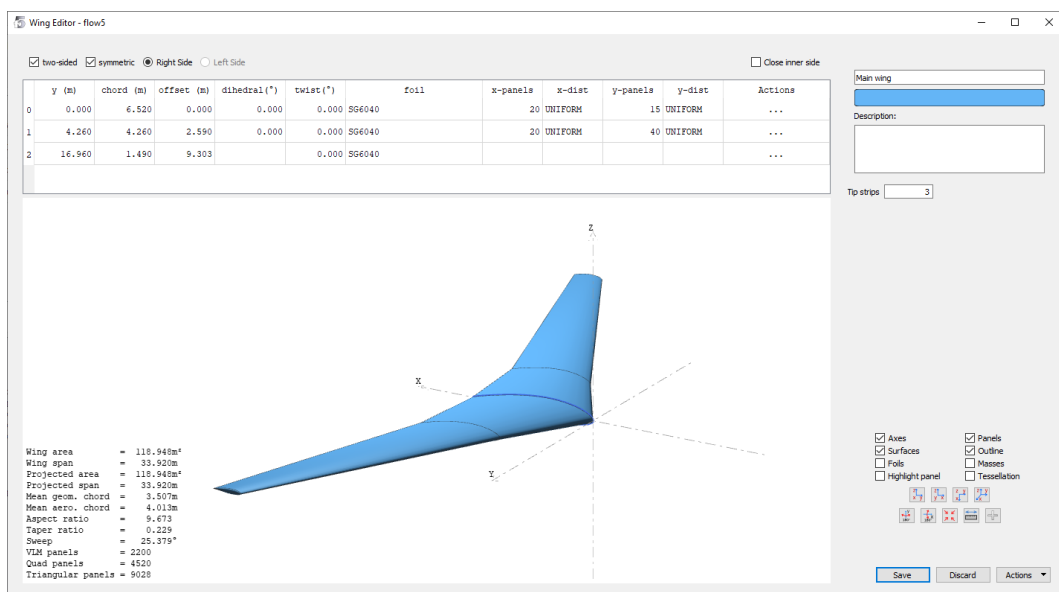 Wing Editor - flow5
two-sided symmetric Right Side Left Side Close inner side
y (m) chord (m) offset (m) dihedral(°) twist(°) foil x-panels x-dist y-panels y-dist Actions
0 0.000 6.520 0.000 0.000 0.000 SG6040 20 UNIFORM 15 UNIFORM ...
1 4.260 4.260 2.590 0.000 0.000 SG6040 20 UNIFORM 40 UNIFORM ...
2 16.960 1.490 9.303 0.000 SG6040 ...
Main wing
Description:
Tip strips 3
Z
X
Y
Wing area = 118.948m²
Wing span = 33.920m
Projected area = 118.948m²
Projected span = 33.920m
Mean geom. chord = 3.507m
Mean aero. chord = 4.013m
Aspect ratio = 9.673
Taper ratio = 0.229
Sweep = 25.379°
VLM panels = 2200
Quad panels = 4520
Triangular panels = 9028
Axes Panels
Surfaces Outline
Foils Masses
Highlight panel Tessellation
Save Discard Actions